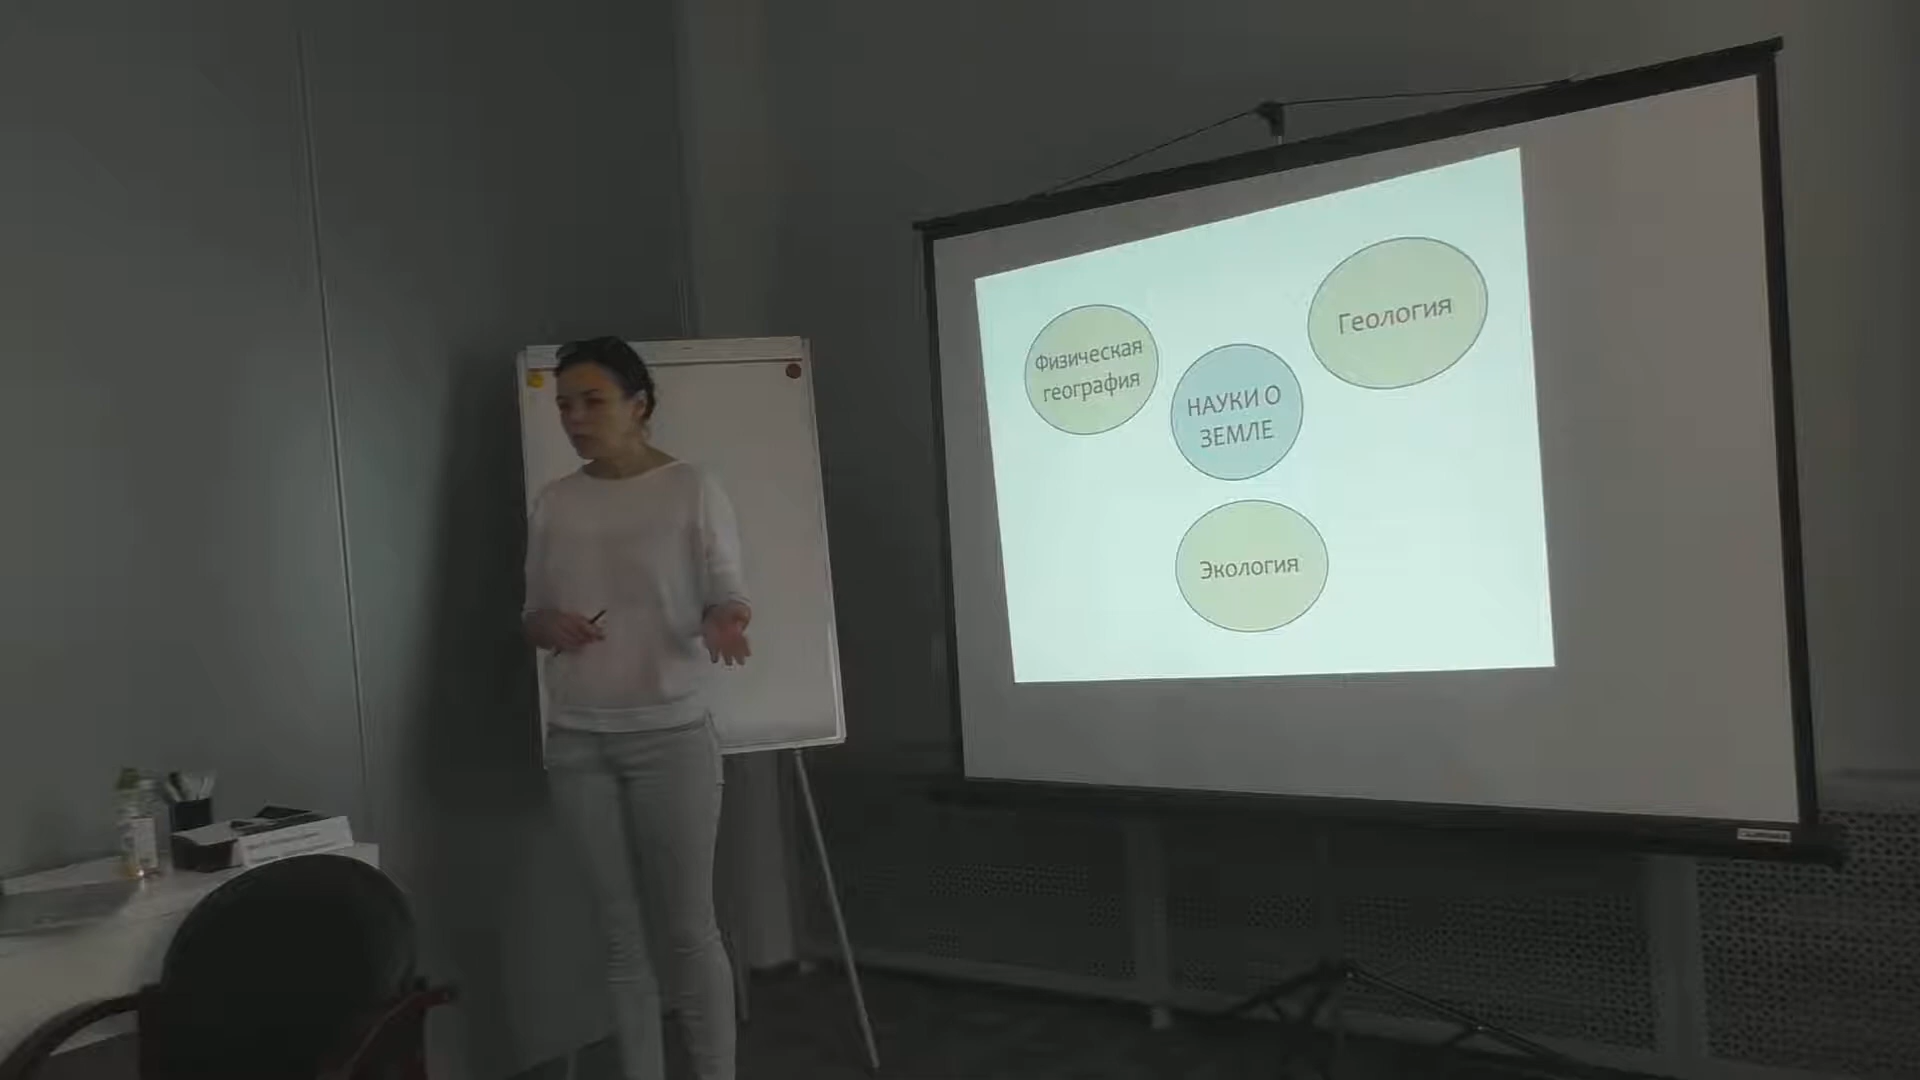 Физическая
география
НАУКИ О
ЗЕМЛЕ
Геология
Экология